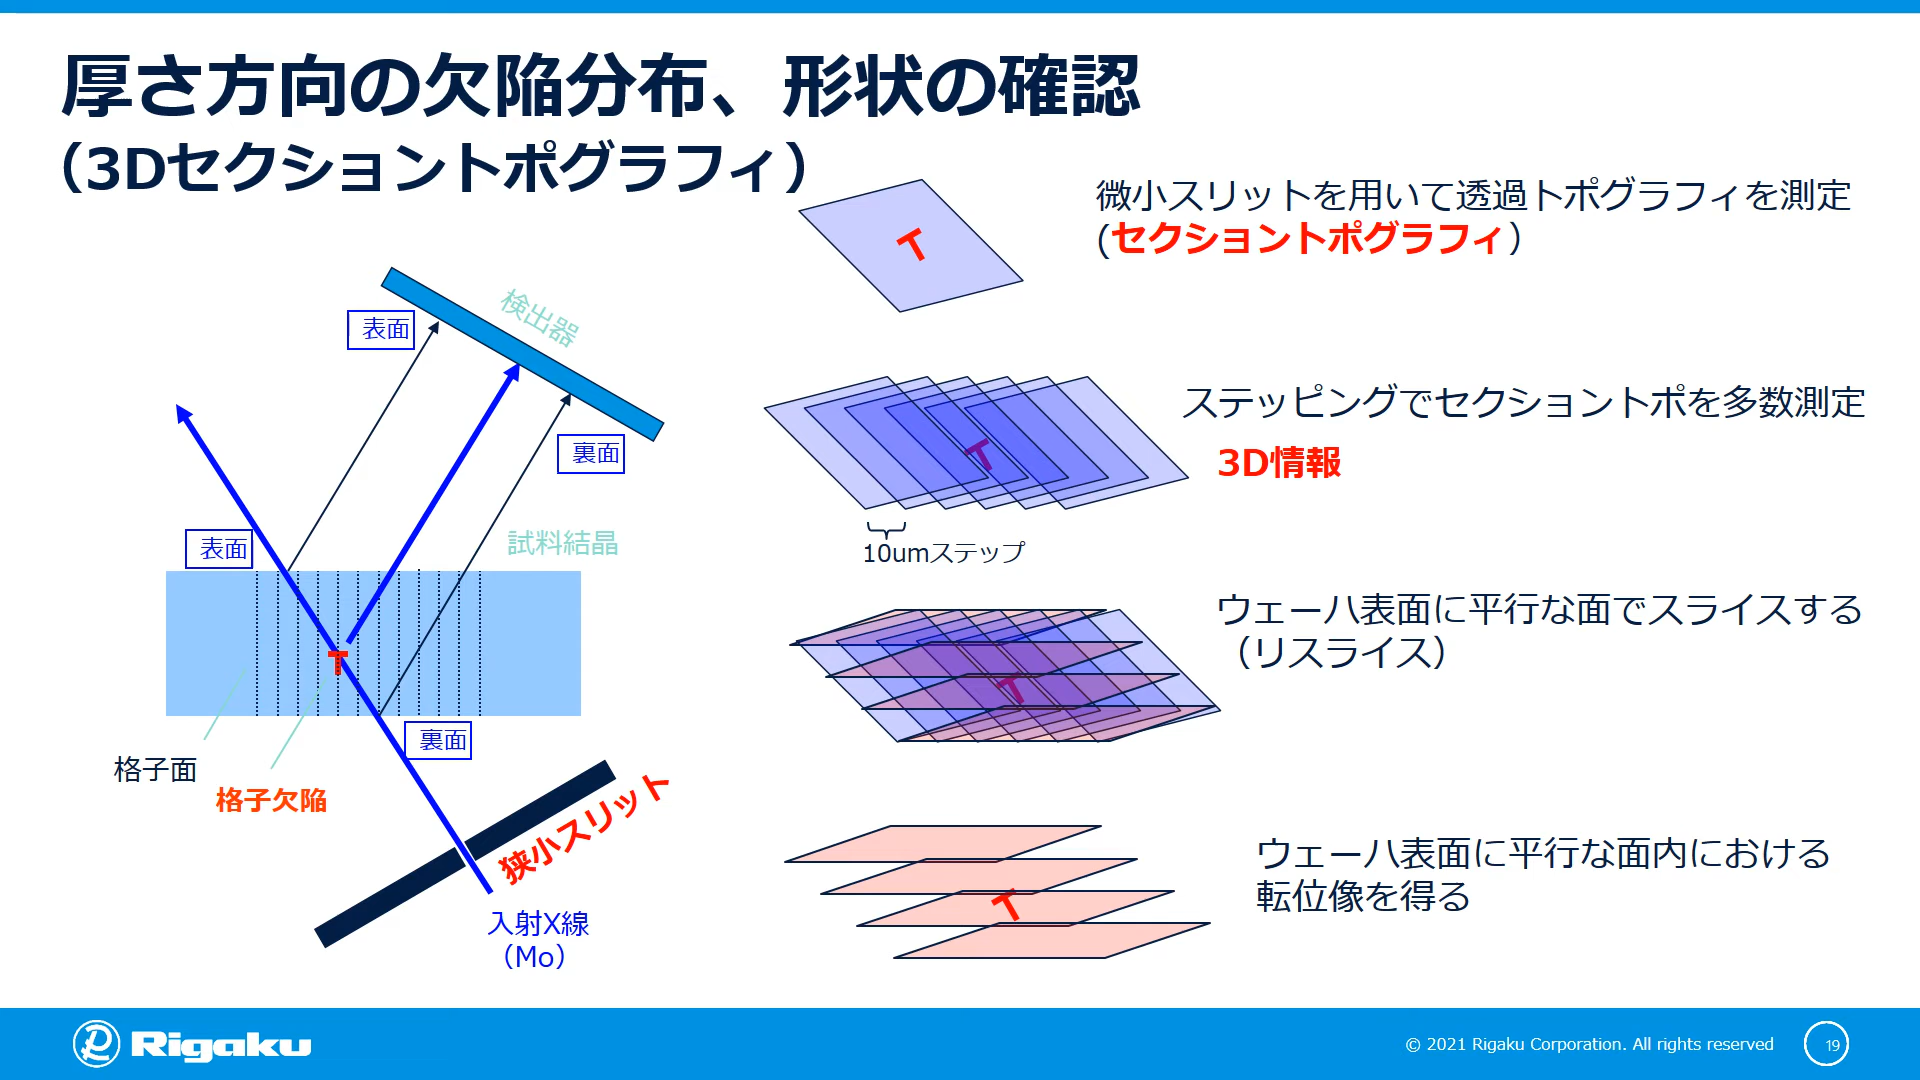 厚さ方向の欠陥分布、形状の確認
（3Dセクショントポグラフィ）
微小スリットを用いて透過トポグラフィを測定
(セクショントポグラフィ）
T
検出器
表面
裏面
表面
試料結晶
T
裏面
格子面
格子欠陥
狭小スリット
入射X線
（Mo）
ステッピングでセクショントポを多数測定
3D情報
T
10umステップ
ウェーハ表面に平行な面でスライスする
（リスライス）
T
ウェーハ表面に平行な面内における
転位像を得る
T
Rigaku
© 2021 Rigaku Corporation. All rights reserved
19